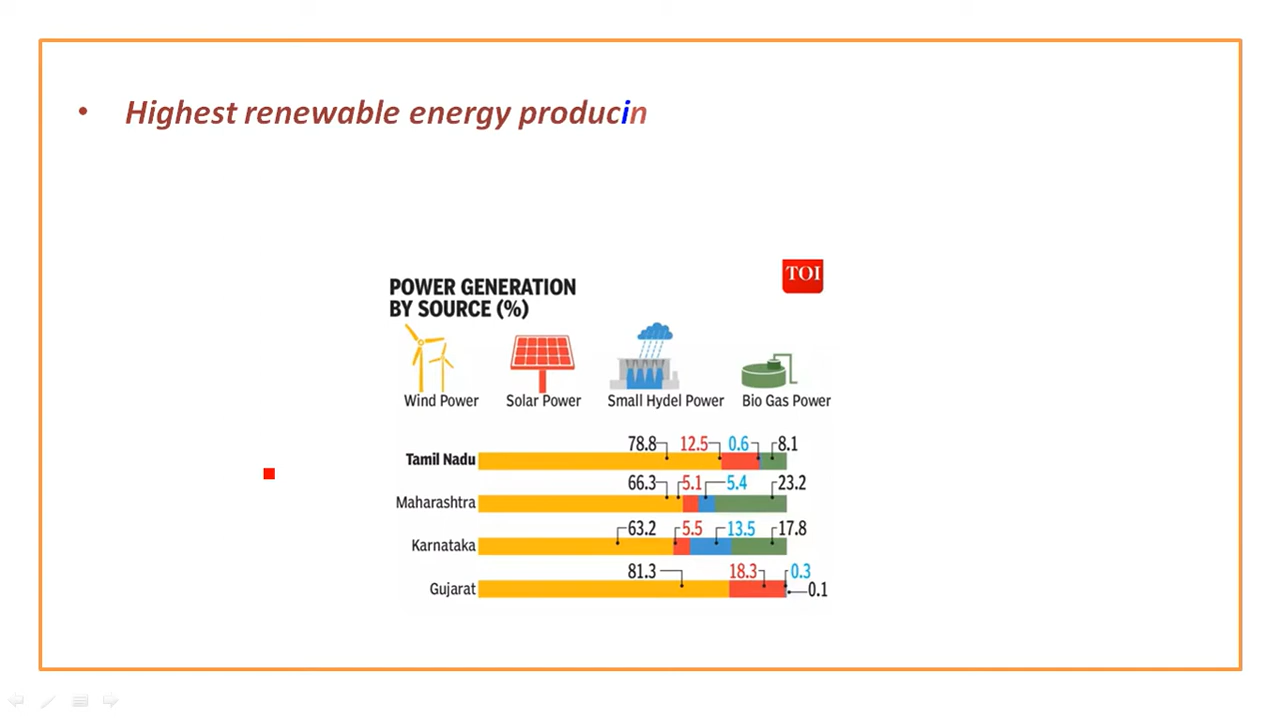 • Highest renewable energy producin
TOI
POWER GENERATION
BY SOURCE (%)
Wind Power Solar Power Small Hydel Power Bio Gas Power
78.8 12.5 0.6 8.1
Tamil Nadu
66.3 5.1 5.4 23.2
Maharashtra
63.2 5.5 13.5 17.8
Karnataka
81.3 18.3 0.3
Gujarat 0.1